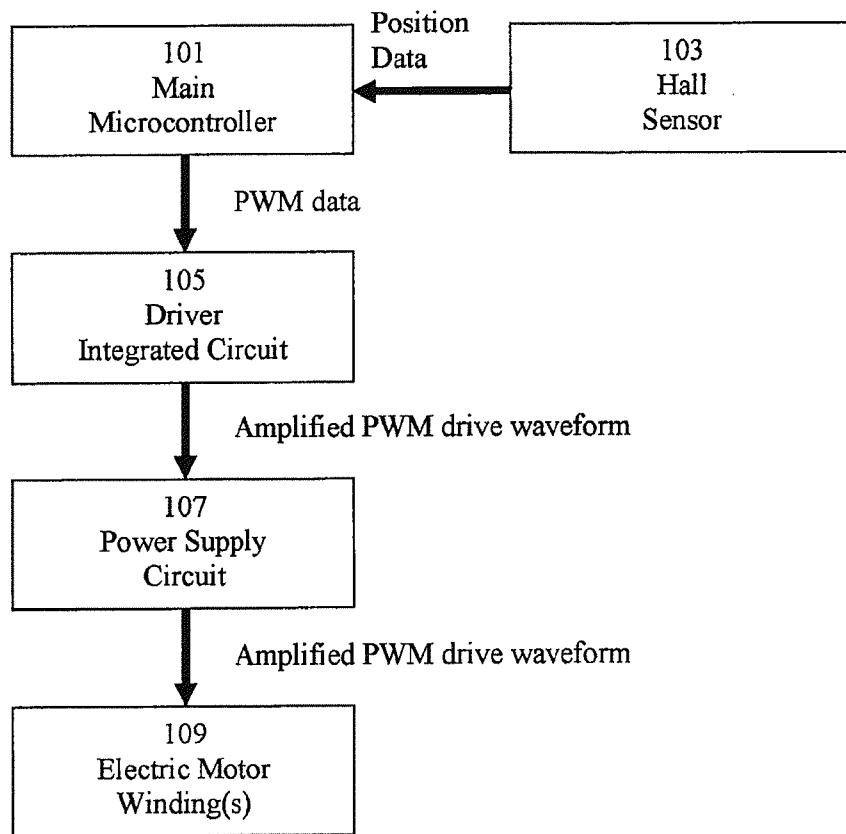 101
Main
Microcontroller
Position
Data
103
Hall
Sensor
PWM data
105
Driver
Integrated Circuit
Amplified PWM drive waveform
107
Power Supply
Circuit
Amplified PWM drive waveform
109
Electric Motor
Winding(s)